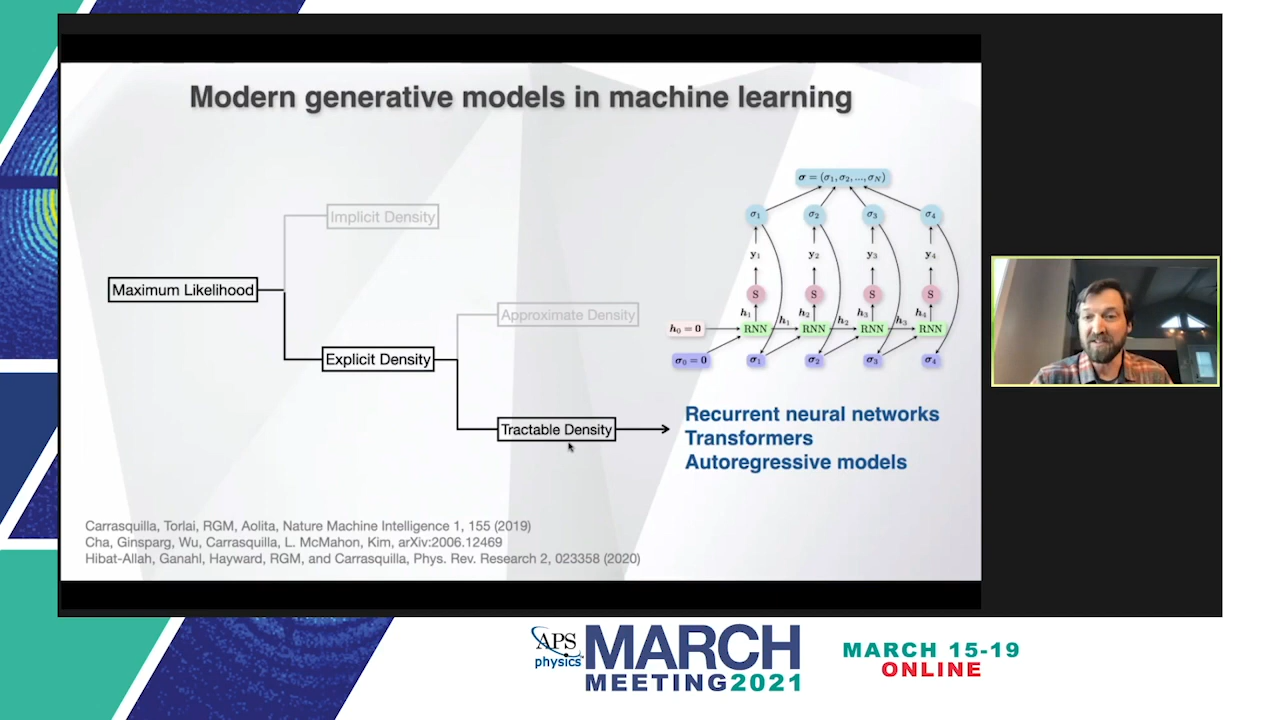 Modern generative models in machine learning
Implicit Density
Maximum Likelihood
Approximate Density
Explicit Density
Tractable Density
σ = (σ₁, σ₂, ..., σ_N)
σ₁ σ₂ σ₃ σ₄
y₁ y₂ y₃ y₄
S S S S
h₁ h₂ h₃ h₄
h₀ = 0 RNN h₁ RNN h₂ RNN h₃ RNN
σ₀ = 0 σ₁ σ₂ σ₃ σ₄
Recurrent neural networks
Transformers
Autoregressive models
Carrasquilla, Torlai, RGM, Aolita, Nature Machine Intelligence 1, 155 (2019)
Cha, Ginsparg, Wu, Carrasquilla, L. McMahon, Kim, arXiv:2006.12469
Hibat-Allah, Ganahl, Hayward, RGM, and Carrasquilla, Phys. Rev. Research 2, 023358 (2020)
APS
physics
MARCH
MEETING2021
MARCH 15-19
ONLINE